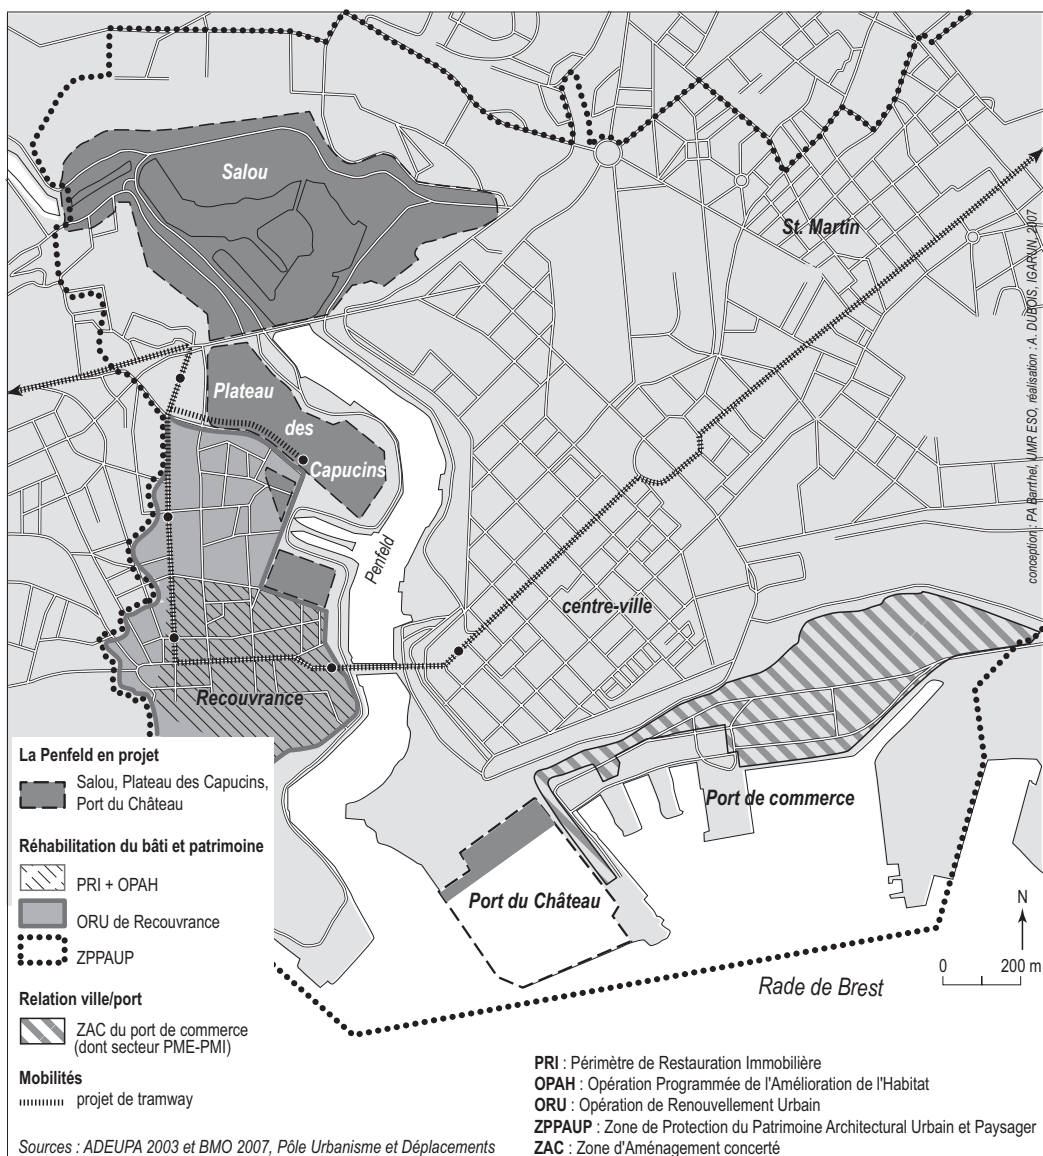 Salou
St. Martin
Plateau
des
Capucins
Penfeld
centre-ville
Recouvrance
Port de commerce
Port du Château
Rade de Brest
N
0 200 m
conception : PA Barthel, UMR ESO, réalisation : A. DUBOIS, IGARUN, 2007
La Penfeld en projet
Salou, Plateau des Capucins,
Port du Château
Réhabilitation du bâti et patrimoine
PRI + OPAH
ORU de Recouvrance
ZPPAUP
Relation ville/port
ZAC du port de commerce
(dont secteur PME-PMI)
Mobilités
projet de tramway
Sources : ADEUPA 2003 et BMO 2007, Pôle Urbanisme et Déplacements
PRI : Périmètre de Restauration Immobilière
OPAH : Opération Programmée de l'Amélioration de l'Habitat
ORU : Opération de Renouvellement Urbain
ZPPAUP : Zone de Protection du Patrimoine Architectural Urbain et Paysager
ZAC : Zone d'Aménagement concerté